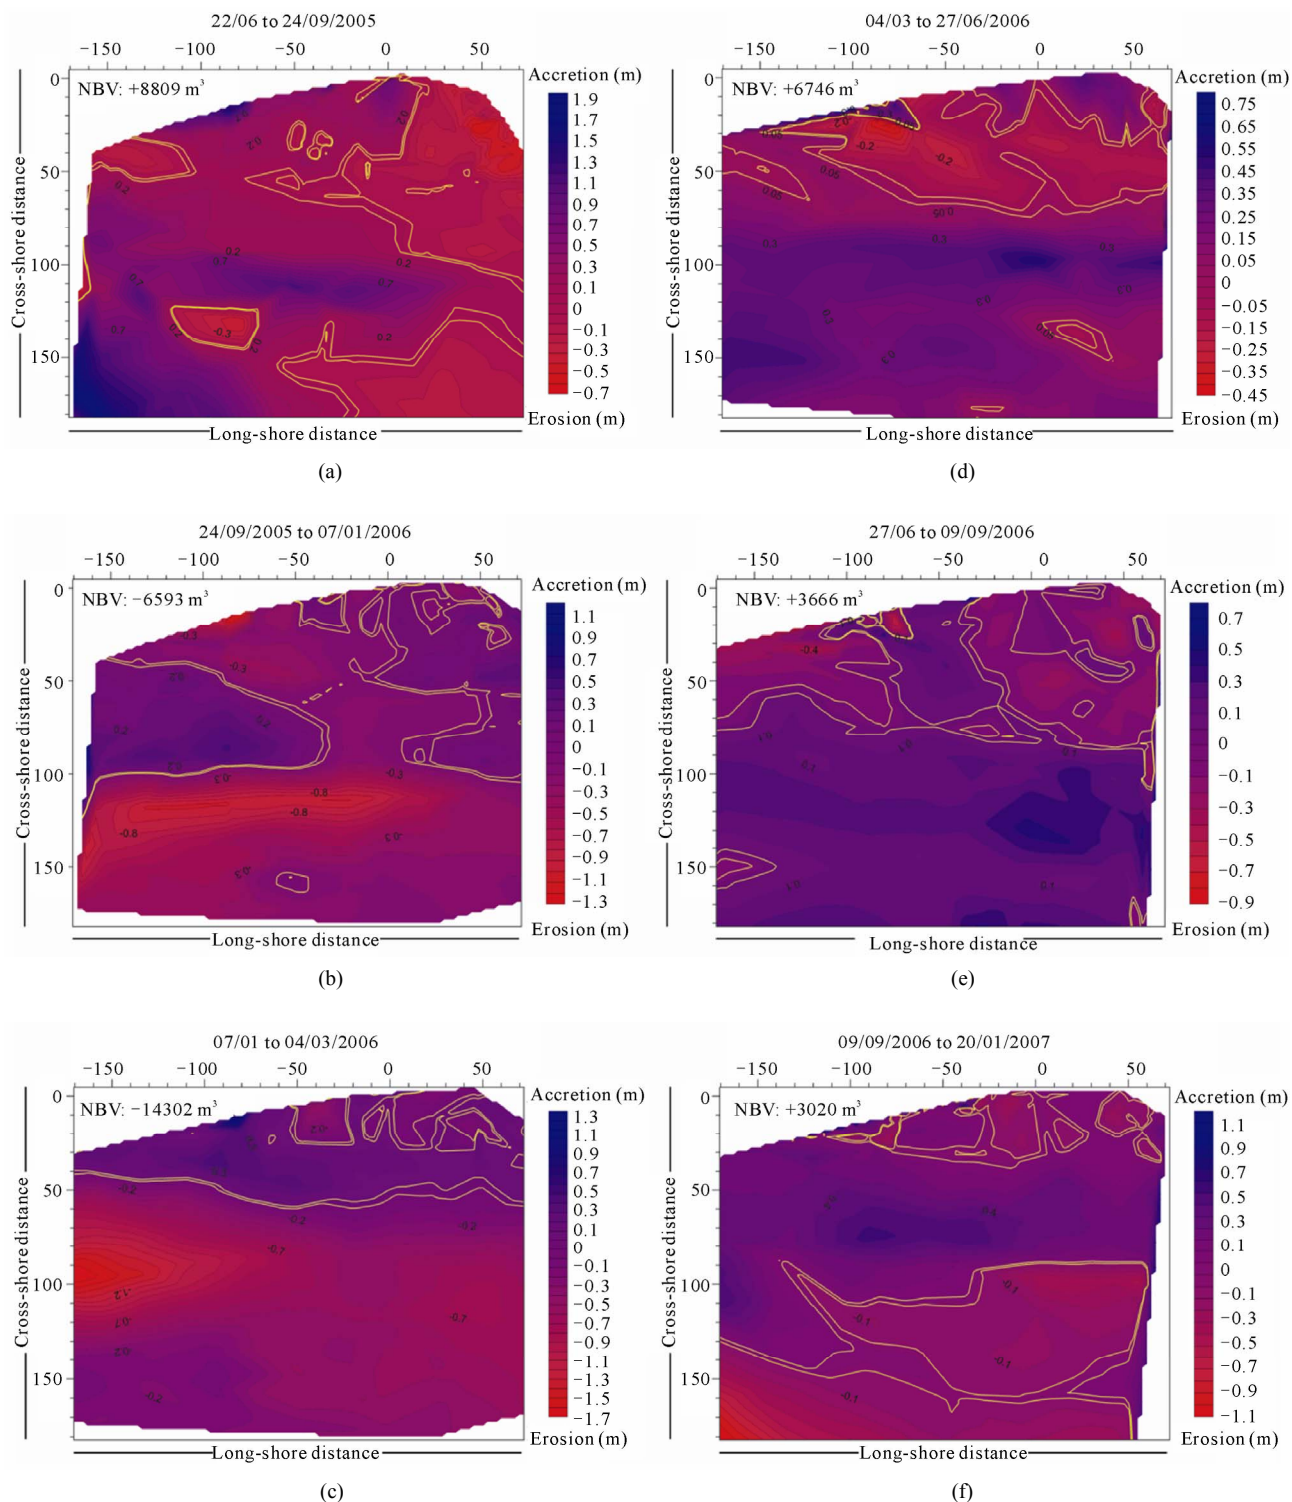 22/06 to 24/09/2005
−150 −100 −50 0 50
NBV: +8809 m³
Accretion (m)
1.9
1.7
1.5
1.3
1.1
0.9
0.7
0.5
0.3
0.1
0
−0.1
−0.3
−0.5
−0.7
Erosion (m)
0
50
100
150
Cross-shore distance
Long-shore distance
(a)
04/03 to 27/06/2006
−150 −100 −50 0 50
NBV: +6746 m³
Accretion (m)
0.75
0.65
0.55
0.45
0.35
0.25
0.15
0.05
0
−0.05
−0.15
−0.25
−0.35
−0.45
Erosion (m)
0
50
100
150
Cross-shore distance
Long-shore distance
(d)
24/09/2005 to 07/01/2006
−150 −100 −50 0 50
NBV: −6593 m³
Accretion (m)
1.1
0.9
0.7
0.5
0.3
0.1
0
−0.1
−0.3
−0.5
−0.7
−0.9
−1.1
−1.3
Erosion (m)
0
50
100
150
Cross-shore distance
Long-shore distance
(b)
27/06 to 09/09/2006
−150 −100 −50 0 50
NBV: +3666 m³
Accretion (m)
0.7
0.5
0.3
0.1
0
−0.1
−0.3
−0.5
−0.7
−0.9
Erosion (m)
0
50
100
150
Cross-shore distance
Long-shore distance
(e)
07/01 to 04/03/2006
−150 −100 −50 0 50
NBV: −14302 m³
Accretion (m)
1.3
1.1
0.9
0.7
0.5
0.3
0.1
0
−0.1
−0.3
−0.5
−0.7
−0.9
−1.1
−1.3
−1.5
−1.7
Erosion (m)
0
50
100
150
Cross-shore distance
Long-shore distance
(c)
09/09/2006 to 20/01/2007
−150 −100 −50 0 50
NBV: +3020 m³
Accretion (m)
1.1
0.9
0.7
0.5
0.3
0.1
0
−0.1
−0.3
−0.5
−0.7
−0.9
−1.1
Erosion (m)
0
50
100
150
Cross-shore distance
Long-shore distance
(f)